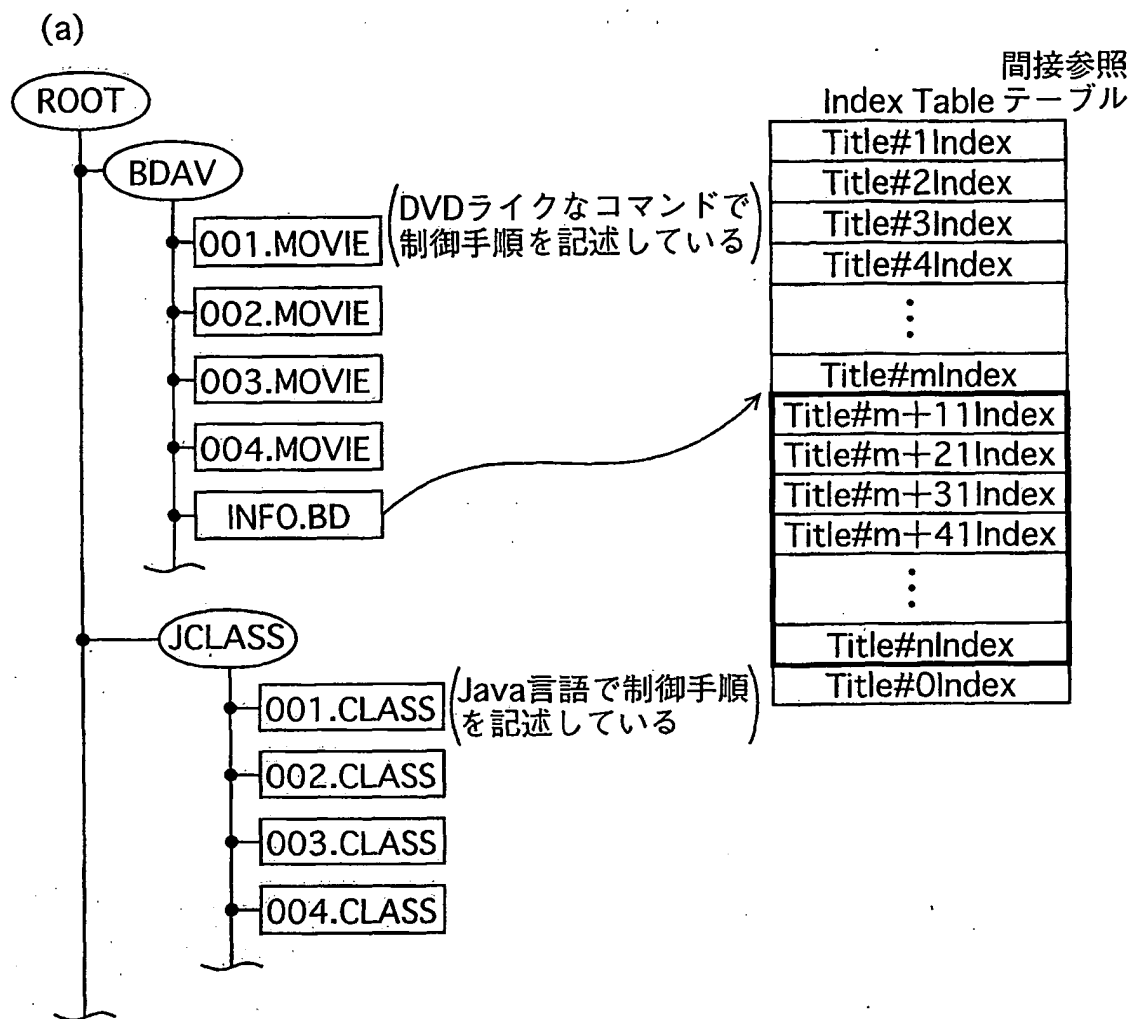 (a)
ROOT
BDAV
001.MOVIE
(DVDライクなコマンドで
制御手順を記述している)
002.MOVIE
003.MOVIE
004.MOVIE
INFO.BD
JCLASS
001.CLASS
(Java言語で制御手順
を記述している)
002.CLASS
003.CLASS
004.CLASS
間接参照
Index Table テーブル
Title#1Index
Title#2Index
Title#3Index
Title#4Index
⋮
Title#mIndex
Title#m+11Index
Title#m+21Index
Title#m+31Index
Title#m+41Index
⋮
Title#nIndex
Title#0Index